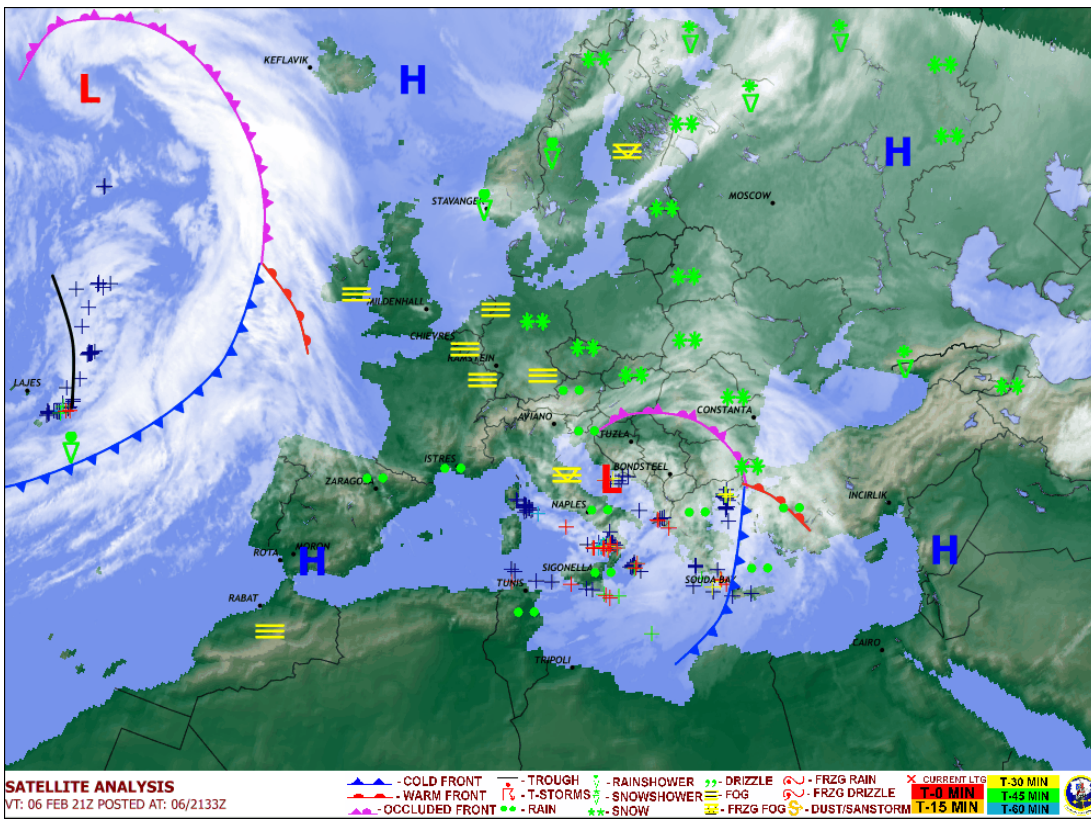 KEFLAVIK
H
L
H
STAVANGER
MOSCOW
MILDENHALL
CHIEVRES
RAMSTEIN
LAJES
AVIANO
TUZLA
CONSTANTA
ISTRES
BONDSTEEL
ZARAGOZA
L
NAPLES
INCIRLIK
ROTA
MORON
H
H
SIGONELLA
TUNIS
SOUDA BAY
RABAT
CAIRO
TRIPOLI
SATELLITE ANALYSIS
VT: 06 FEB 21Z POSTED AT: 06/2133Z
- COLD FRONT - TROUGH - RAINSHOWER - DRIZZLE - FRZG RAIN CURRENT LTG T-30 MIN
- WARM FRONT - T-STORMS - SNOWSHOWER - FOG - FRZG DRIZZLE T-0 MIN T-45 MIN
- OCCLUDED FRONT - RAIN - SNOW - FRZG FOG - DUST/SANSTORM T-15 MIN T-60 MIN